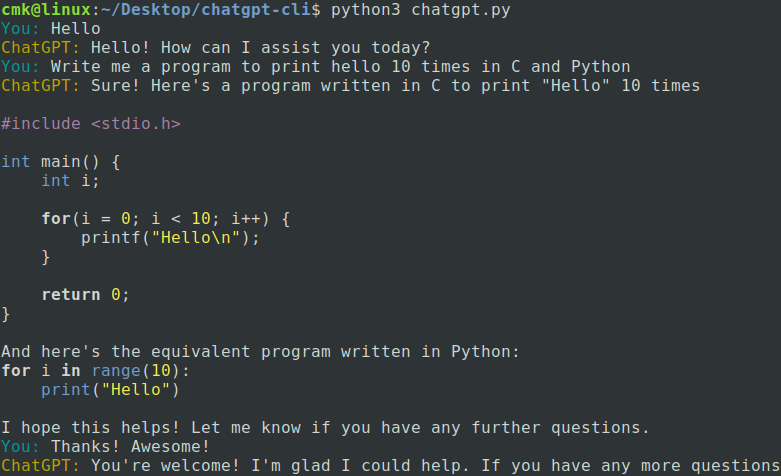 cmk@linux:~/Desktop/chatgpt-cli$ python3 chatgpt.py
You: Hello
ChatGPT: Hello! How can I assist you today?
You: Write me a program to print hello 10 times in C and Python
ChatGPT: Sure! Here's a program written in C to print "Hello" 10 times
#include <stdio.h>
int main() {
    int i;
    for(i = 0; i < 10; i++) {
        printf("Hello\n");
    }
    return 0;
}
And here's the equivalent program written in Python:
for i in range(10):
    print("Hello")
I hope this helps! Let me know if you have any further questions.
You: Thanks! Awesome!
ChatGPT: You're welcome! I'm glad I could help. If you have any more questions